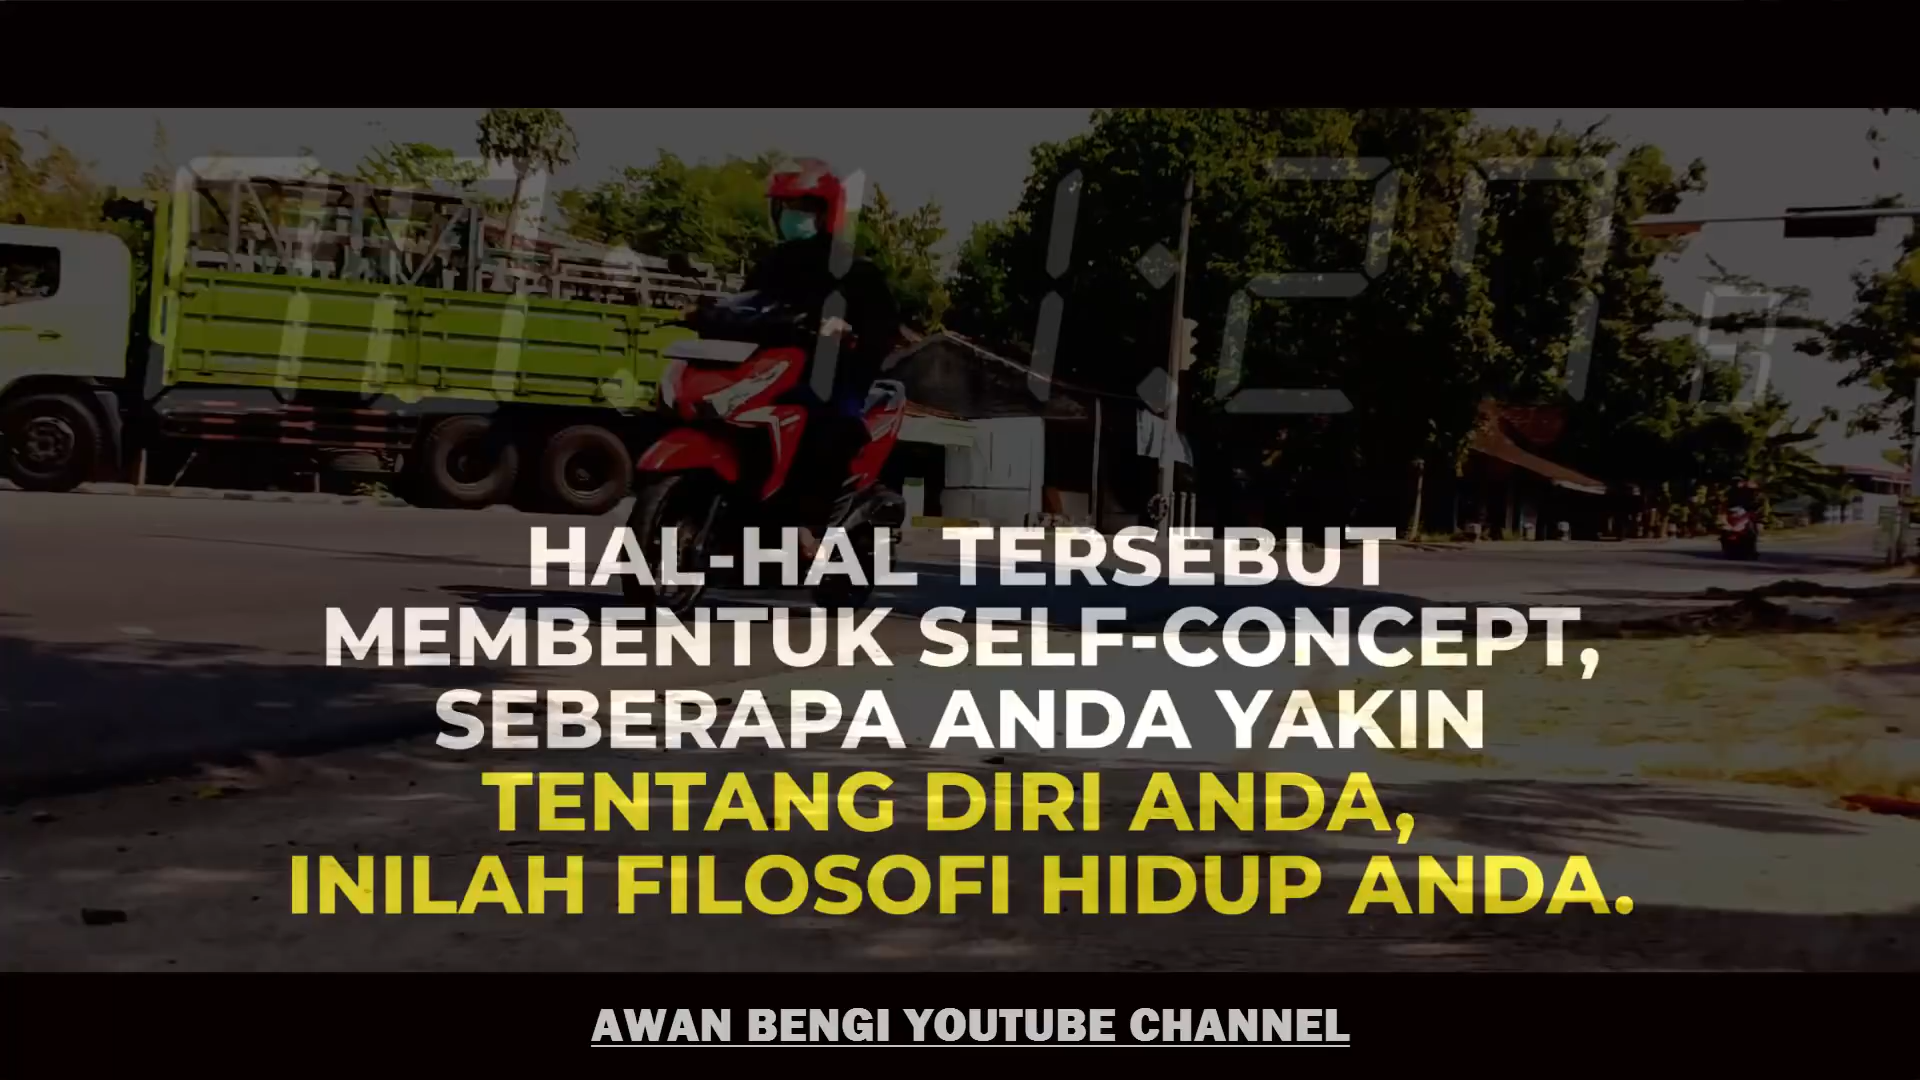 HAL-HAL TERSEBUT
MEMBENTUK SELF-CONCEPT,
SEBERAPA ANDA YAKIN
TENTANG DIRI ANDA,
INILAH FILOSOFI HIDUP ANDA.
AWAN BENGI YOUTUBE CHANNEL